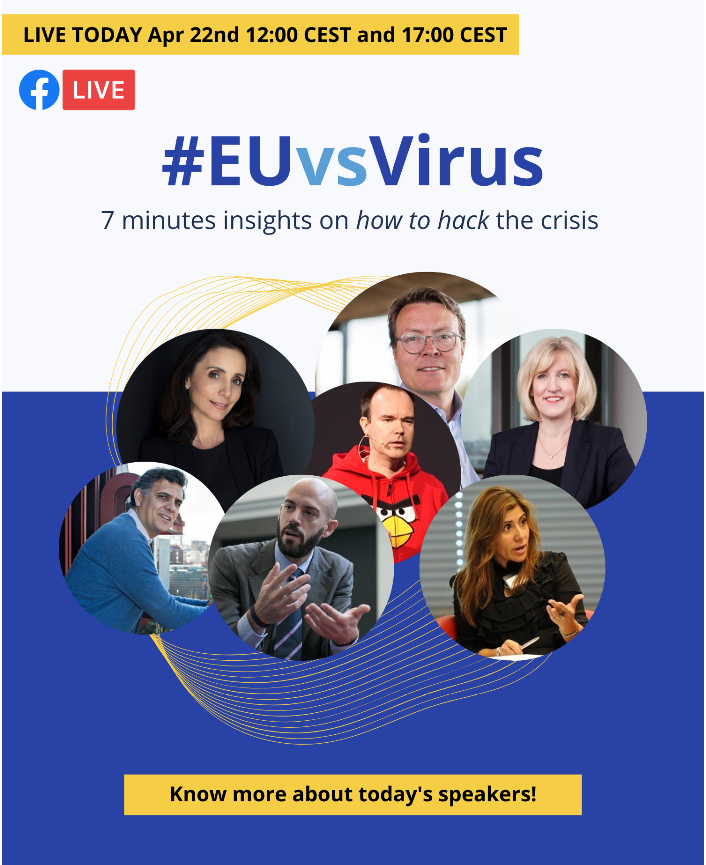 LIVE TODAY Apr 22nd 12:00 CEST and 17:00 CEST
LIVE
#EUvsVirus
7 minutes insights on how to hack the crisis
Know more about today's speakers!